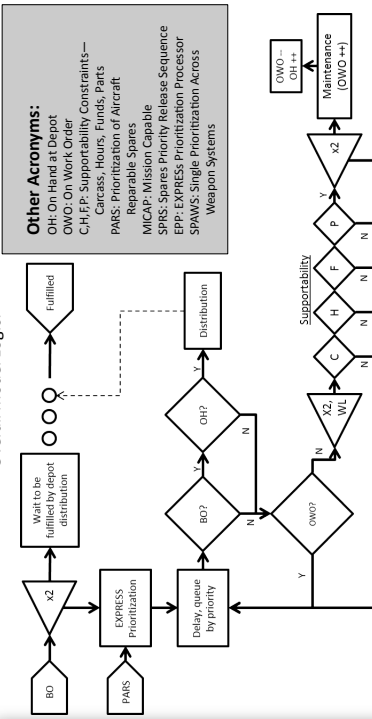 Other Acronyms:
OH: On Hand at Depot
OWO: On Work Order
C,H,F,P: Supportability Constraints—
Carcass, Hours, Funds, Parts
PARS: Prioritization of Aircraft
Reparable Spares
MICAP: Mission Capable
SPRS: Spares Priority Release Sequence
EPP: EXPRESS Prioritization Processor
SPAWS: Single Prioritization Across
Weapon Systems
BO
x2
Wait to be
fulfilled by depot
distribution
Fulfilled
PARS
EXPRESS
Prioritization
Delay, queue
by priority
BO?
Y
OH?
Y
Distribution
N
N
OWO?
Y
N
X2,
WL
Supportability
C
H
F
P
Y
N
N
N
N
x2
Maintenance
(OWO ++)
OWO --
OH ++